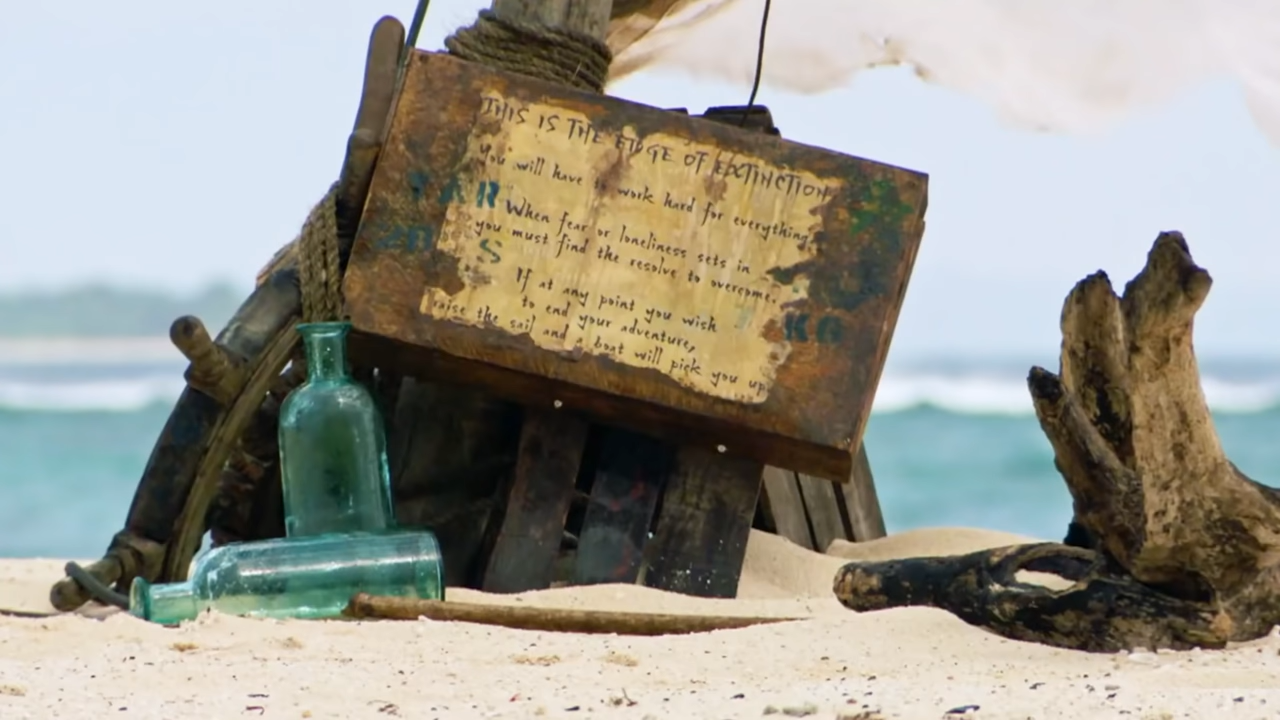 THIS IS THE EDGE OF EXTINCTION
You will have to work hard for everything.
When fear or loneliness sets in
you must find the resolve to overcome.
If at any point you wish
to end your adventure,
raise the sail and a boat will pick you up
AR
S
KG